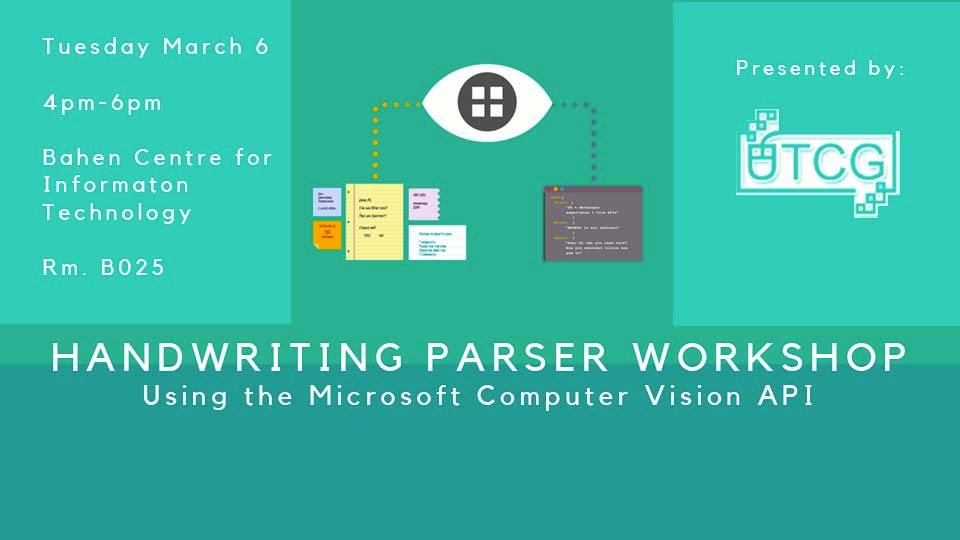 Tuesday March 6
4pm-6pm
Bahen Centre for
Informaton
Technology
Rm. B025
Presented by:
UTCG
HANDWRITING PARSER WORKSHOP
Using the Microsoft Computer Vision API